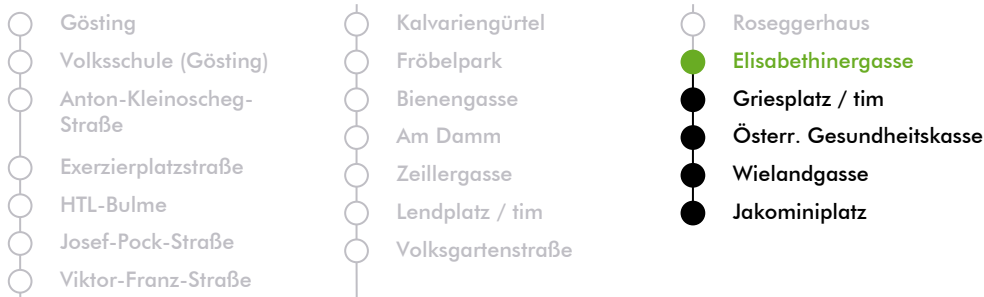 Gösting
Volksschule (Gösting)
Anton-Kleinoscheg-
Straße
Exerzierplatzstraße
HTL-Bulme
Josef-Pock-Straße
Viktor-Franz-Straße
Kalvariengürtel
Fröbelpark
Bienengasse
Am Damm
Zeillergasse
Lendplatz / tim
Volksgartenstraße
Roseggerhaus
Elisabethinergasse
Griesplatz / tim
Österr. Gesundheitskasse
Wielandgasse
Jakominiplatz